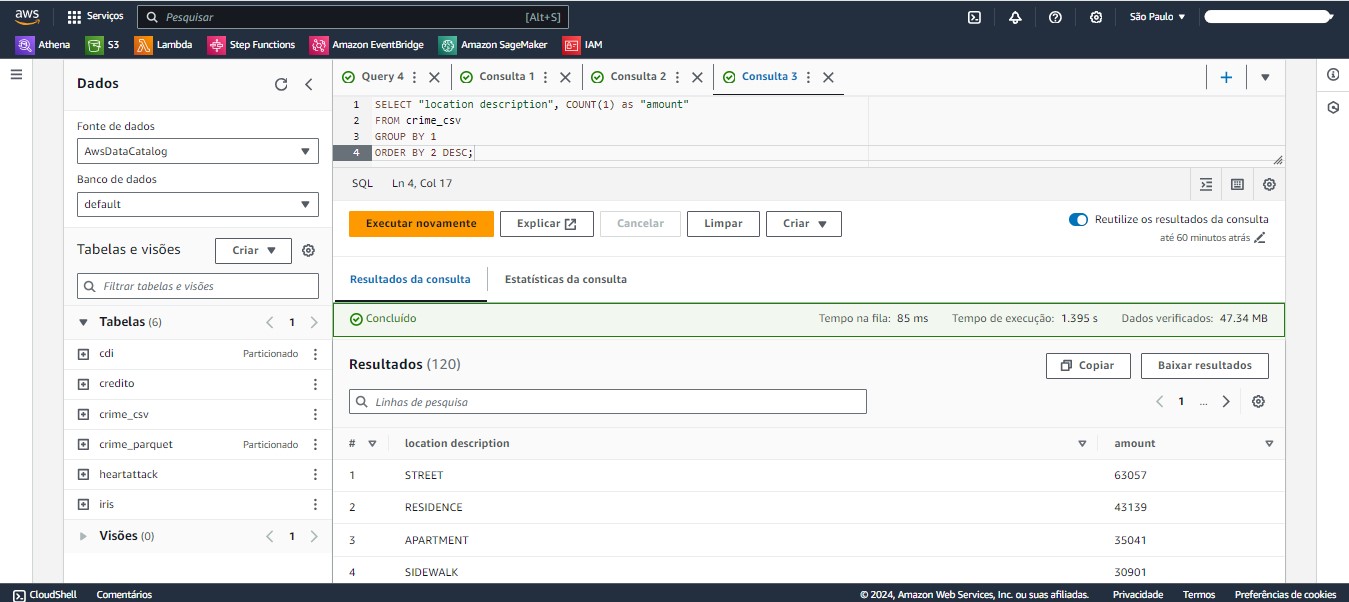 aws
Serviços
Pesquisar
[Alt+S]
São Paulo
Athena
S3
Lambda
Step Functions
Amazon EventBridge
Amazon SageMaker
IAM
Dados
Fonte de dados
AwsDataCatalog
Banco de dados
default
Tabelas e visões
Criar
Filtrar tabelas e visões
Tabelas (6)
1
cdi
Particionado
credito
crime_csv
crime_parquet
Particionado
heartattack
iris
Visões (0)
1
Query 4
Consulta 1
Consulta 2
Consulta 3
1 SELECT "location description", COUNT(1) as "amount"
2 FROM crime_csv
3 GROUP BY 1
4 ORDER BY 2 DESC;
SQL
Ln 4, Col 17
Executar novamente
Explicar
Cancelar
Limpar
Criar
Reutilize os resultados da consulta
até 60 minutos atrás
Resultados da consulta
Estatísticas da consulta
Concluído
Tempo na fila: 85 ms
Tempo de execução: 1.395 s
Dados verificados: 47.34 MB
Resultados (120)
Copiar
Baixar resultados
Linhas de pesquisa
1 ...
# location description amount
1 STREET 63057
2 RESIDENCE 43139
3 APARTMENT 35041
4 SIDEWALK 30901
CloudShell
Comentários
© 2024, Amazon Web Services, Inc. ou suas afiliadas.
Privacidade
Termos
Preferências de cookies